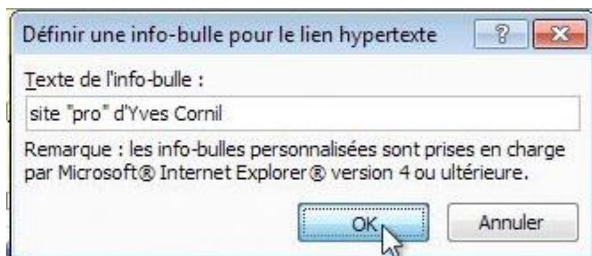 Définir une info-bulle pour le lien hypertexte
?
Texte de l'info-bulle :
site "pro" d'Yves Cornil
Remarque : les info-bulles personnalisées sont prises en charge
par Microsoft® Internet Explorer® version 4 ou ultérieure.
OK
Annuler